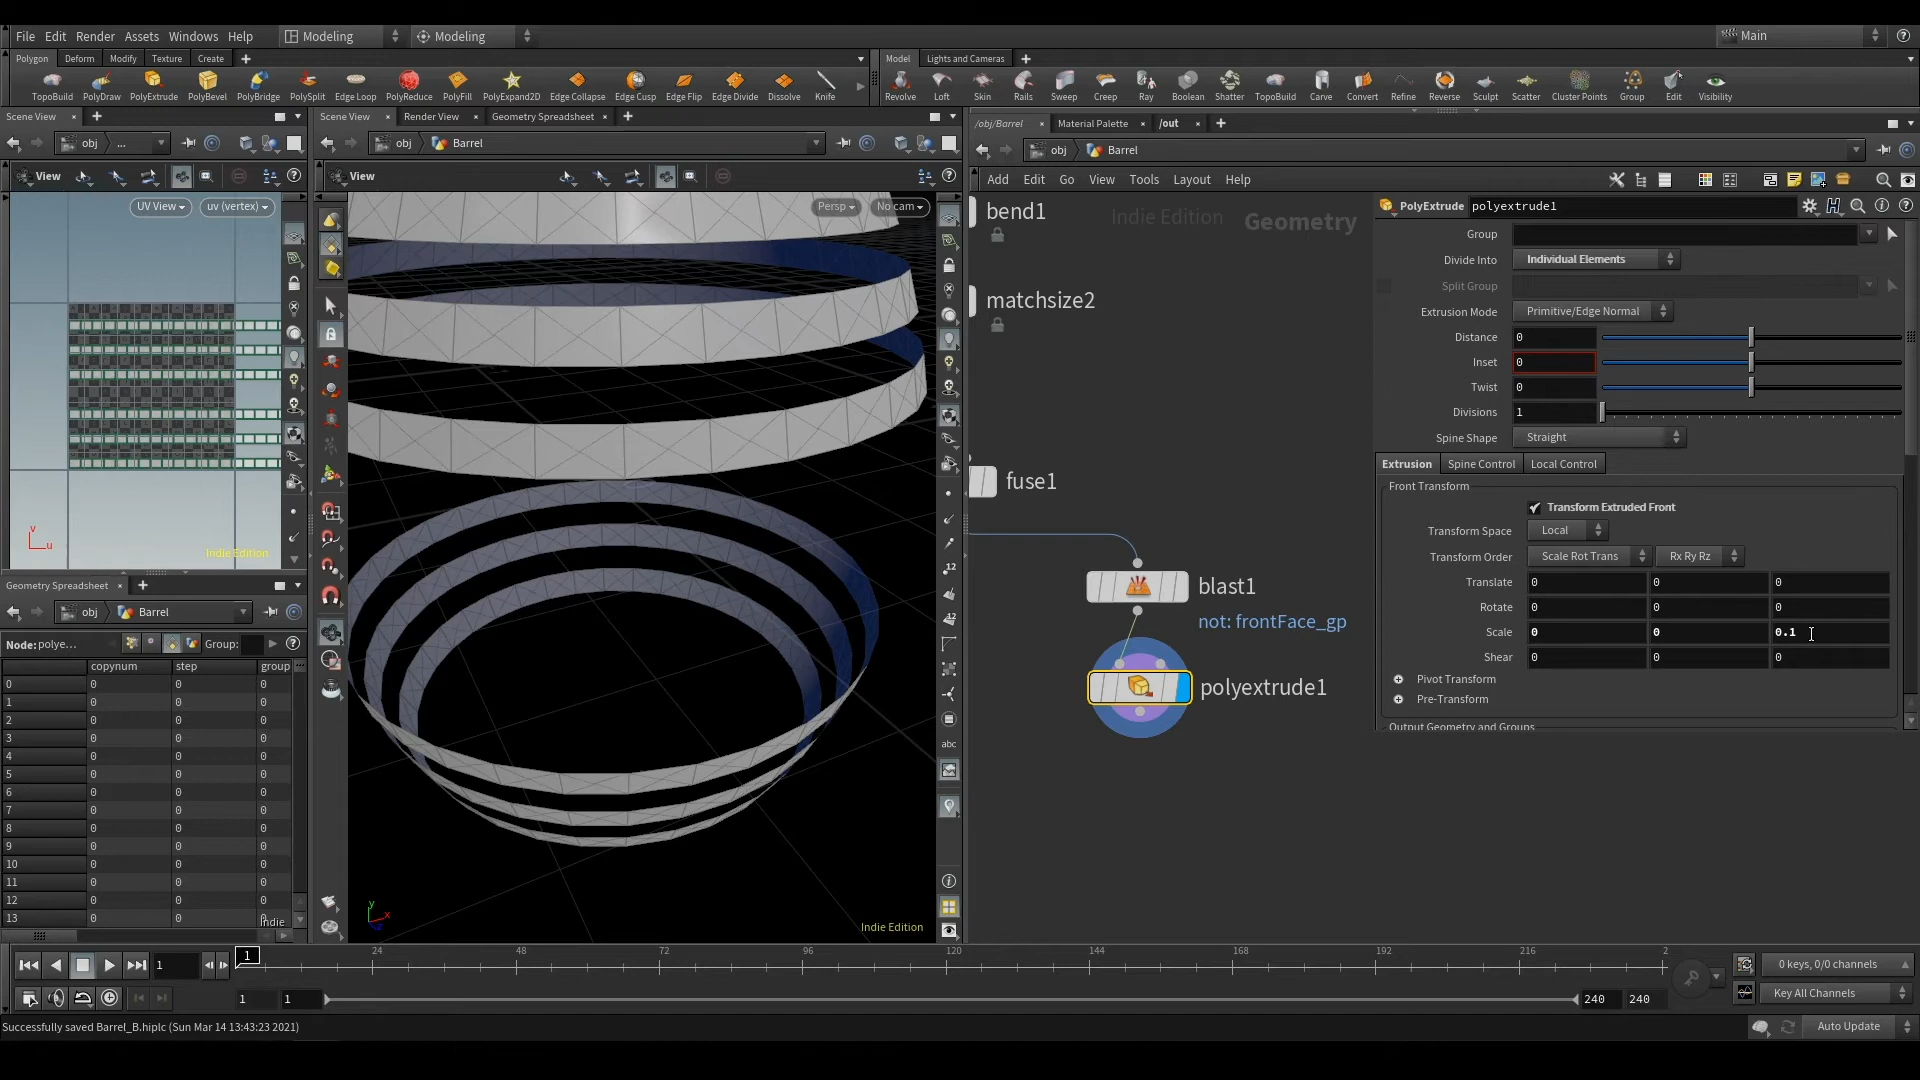 File Edit Render Assets Windows Help Modeling Modeling Main
Polygon Deform Modify Texture Create Model Lights and Cameras
TopoBuild PolyDraw PolyExtrude PolyBevel PolyBridge PolySplit Edge Loop PolyReduce PolyFill PolyExpand2D Edge Collapse Edge Cusp Edge Flip Edge Divide Dissolve Knife Revolve Loft Skin Rails Sweep Creep Ray Boolean Shatter TopoBuild Carve Convert Refine Reverse Sculpt Scatter Cluster Points Group Edit Visibility
Scene View Scene View Render View Geometry Spreadsheet /obj/Barrel Material Palette /out
obj ... obj Barrel obj Barrel
View View Add Edit Go View Tools Layout Help
UV View uv (vertex) Persp No cam
bend1 Indie Edition Geometry
matchsize2
fuse1
blast1
not: frontFace_gp
polyextrude1
PolyExtrude polyextrude1
Group
Divide Into Individual Elements
Split Group
Extrusion Mode Primitive/Edge Normal
Distance 0
Inset 0
Twist 0
Divisions 1
Spine Shape Straight
Extrusion Spine Control Local Control
Front Transform
Transform Extruded Front
Transform Space Local
Transform Order Scale Rot Trans Rx Ry Rz
Translate 0 0 0
Rotate 0 0 0
Scale 0 0 0.1
Shear 0 0 0
Pivot Transform
Pre-Transform
Output Geometry and Groups
v
u
Indie Edition
12
12
abc
y
x
Indie Edition
Geometry Spreadsheet
obj Barrel
Node: polye... Group:
copynum step group
0 0 0 0
1 0 0 0
2 0 0 0
3 0 0 0
4 0 0 0
5 0 0 0
6 0 0 0
7 0 0 0
8 0 0 0
9 0 0 0
10 0 0 0
11 0 0 0
12 0 0 0
13 0 0 0
Indie
1 1 24 48 72 96 120 144 168 192 216 2
0 keys, 0/0 channels
1 1 240 240 Key All Channels
Successfully saved Barrel_B.hiplc (Sun Mar 14 13:43:23 2021) Auto Update